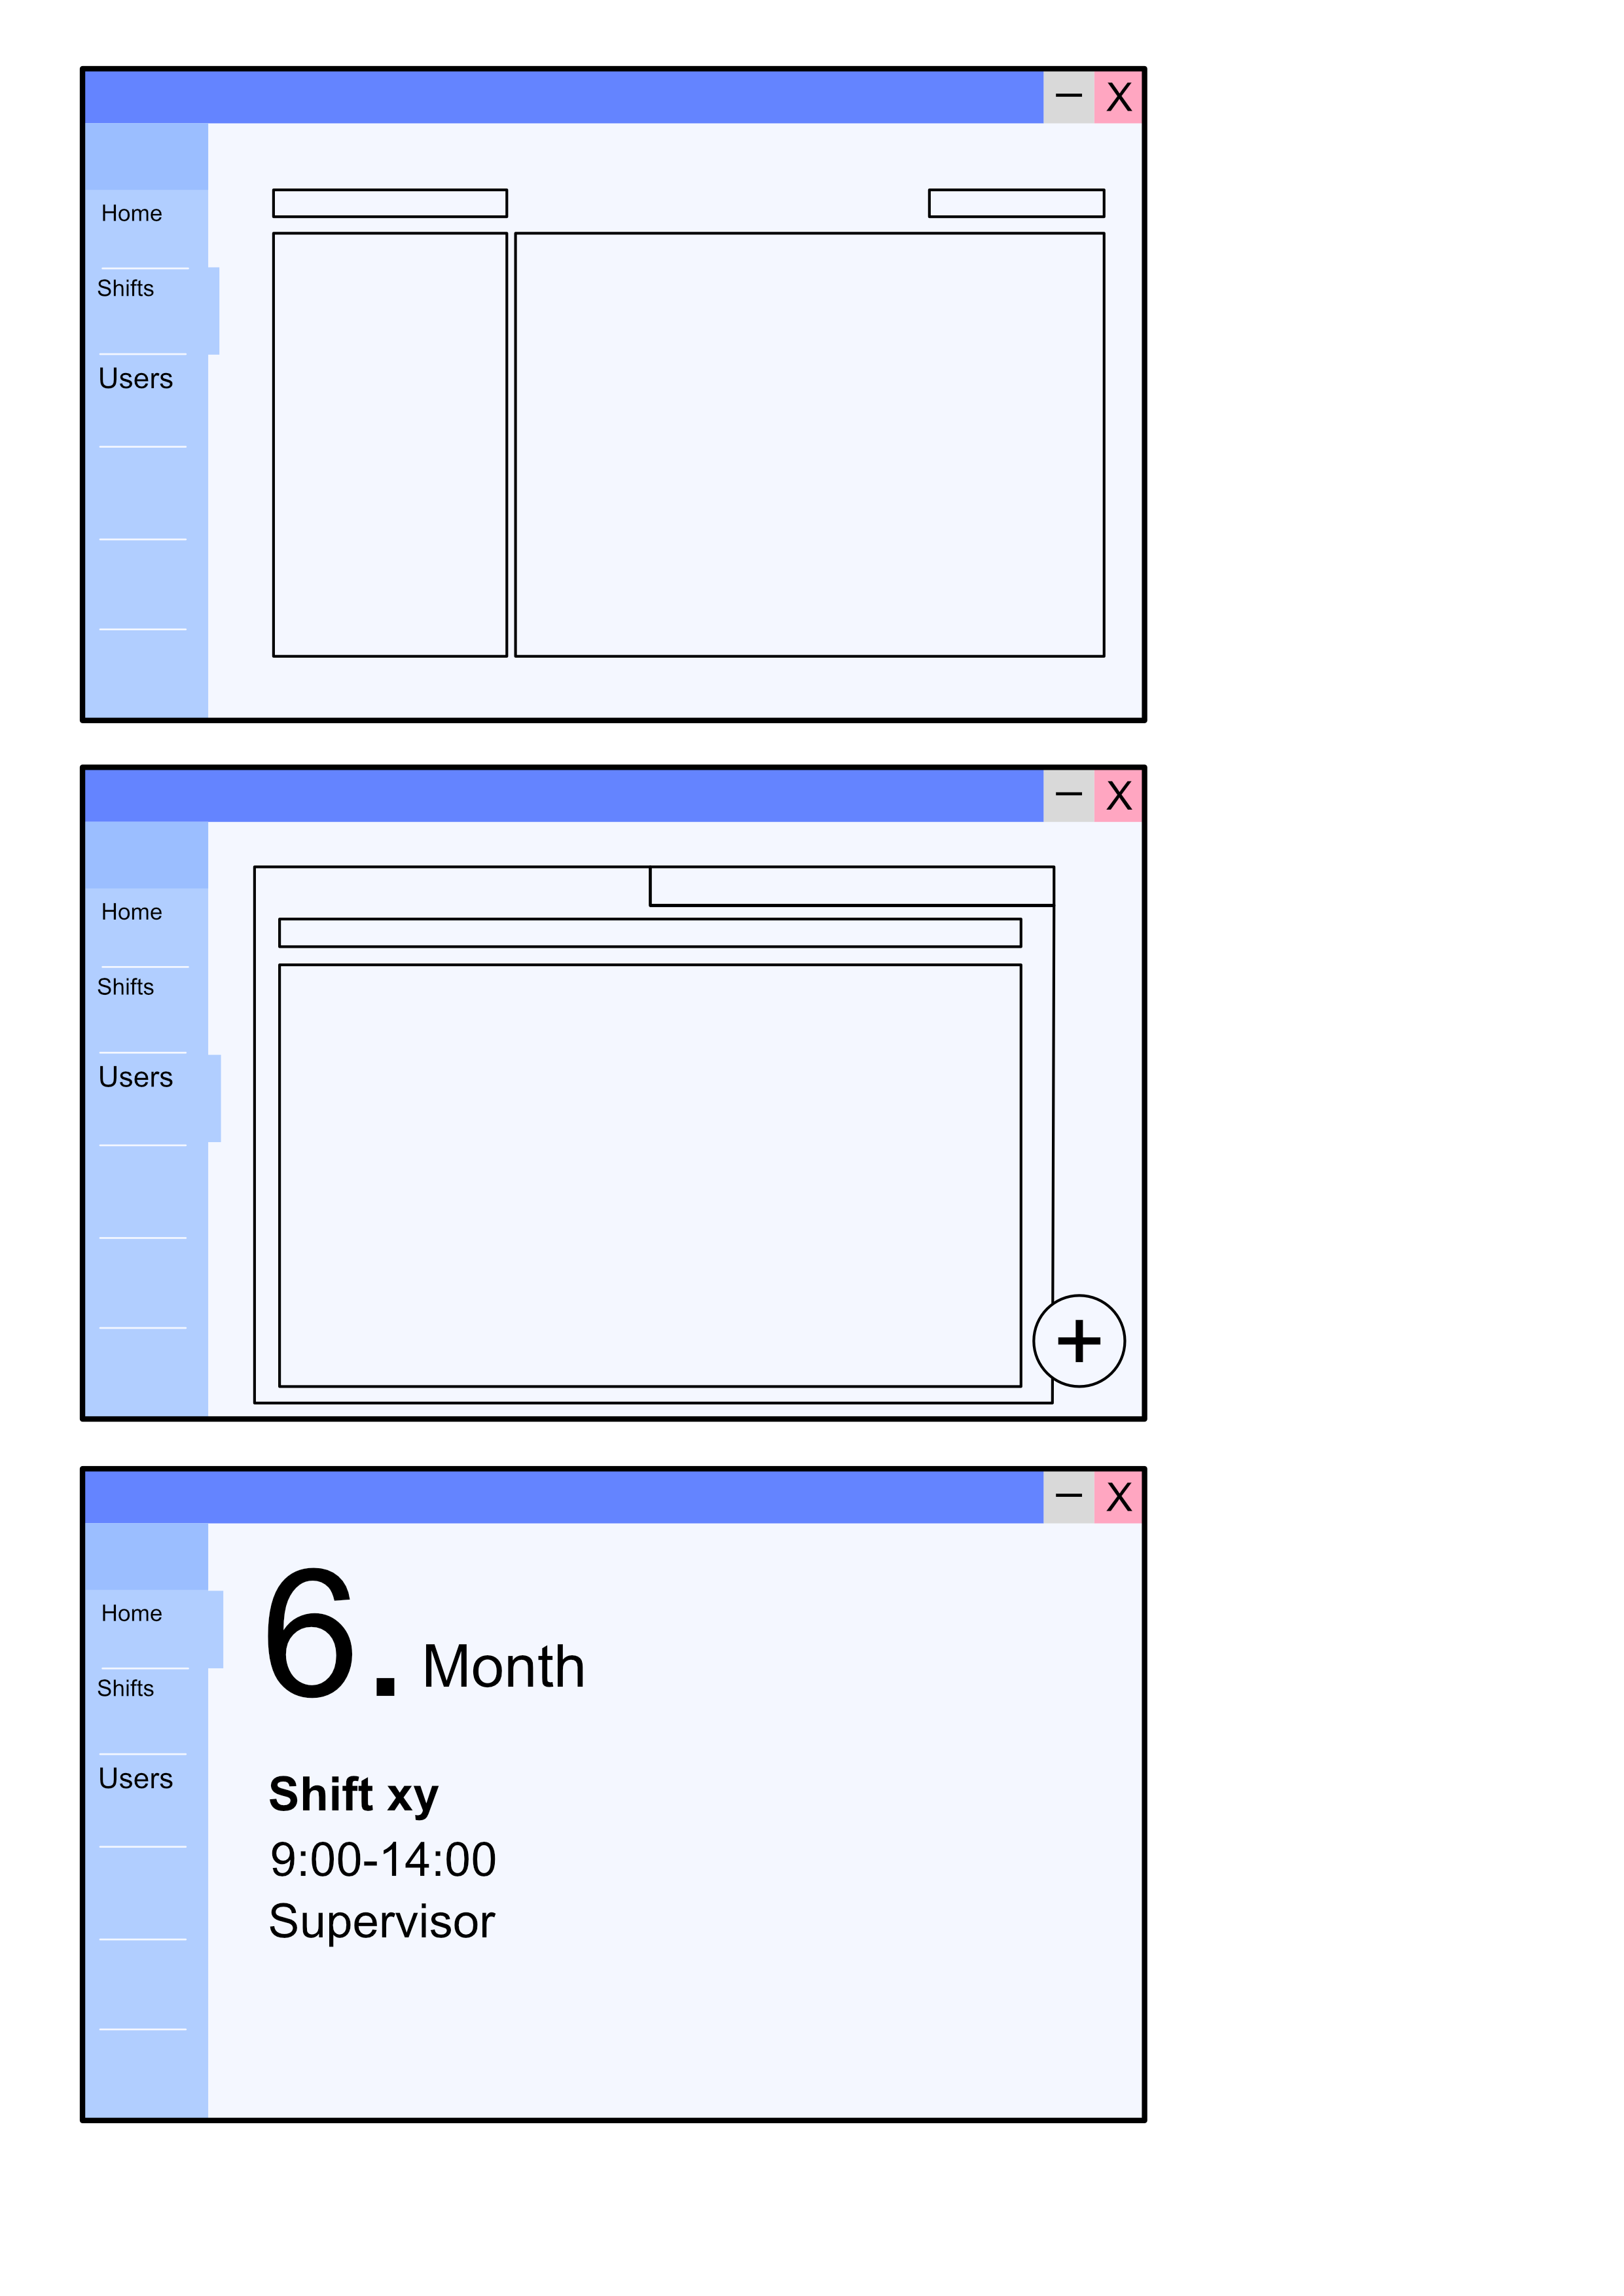 — X
Home
Shifts
Users
— X
Home
Shifts
Users
+
— X
Home
Shifts
Users
6. Month
Shift xy
9:00-14:00
Supervisor